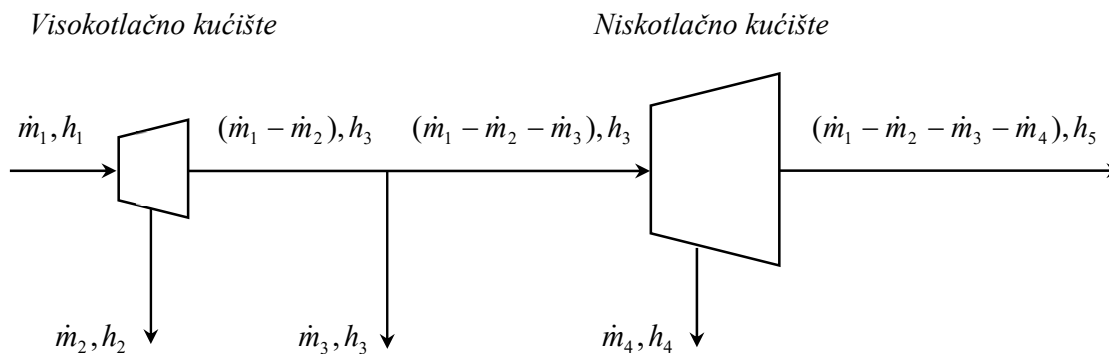 Visokotlačno kućište
Niskotlačno kućište
ṁ₁, h₁
(ṁ₁ − ṁ₂), h₃
(ṁ₁ − ṁ₂ − ṁ₃), h₃
(ṁ₁ − ṁ₂ − ṁ₃ − ṁ₄), h₅
ṁ₂, h₂
ṁ₃, h₃
ṁ₄, h₄